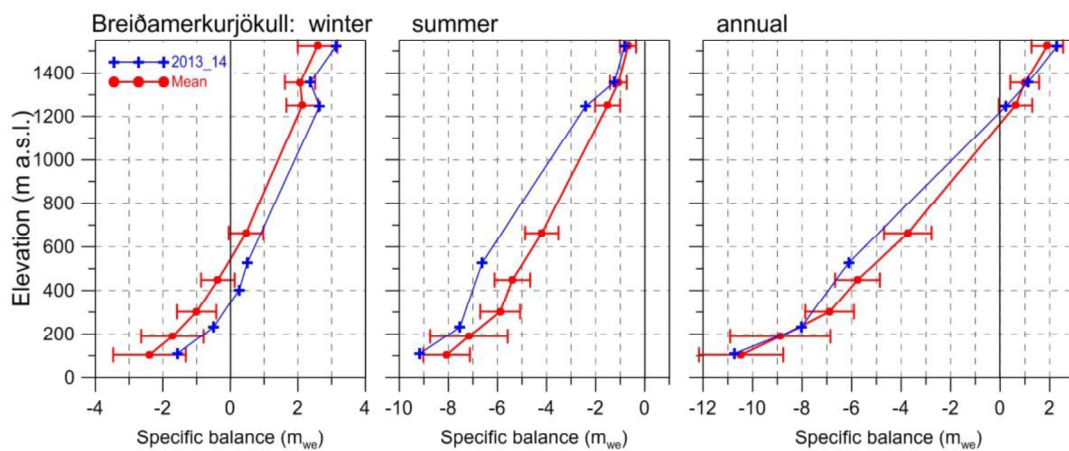 Breiðamerkurjökull: winter summer annual
2013_14
Mean
Elevation (m a.s.l.)
1400
1200
1000
800
600
400
200
0
-4 -2 0 2 4
-10 -8 -6 -4 -2 0
-12 -10 -8 -6 -4 -2 0 2
Specific balance (mwe) Specific balance (mwe) Specific balance (mwe)